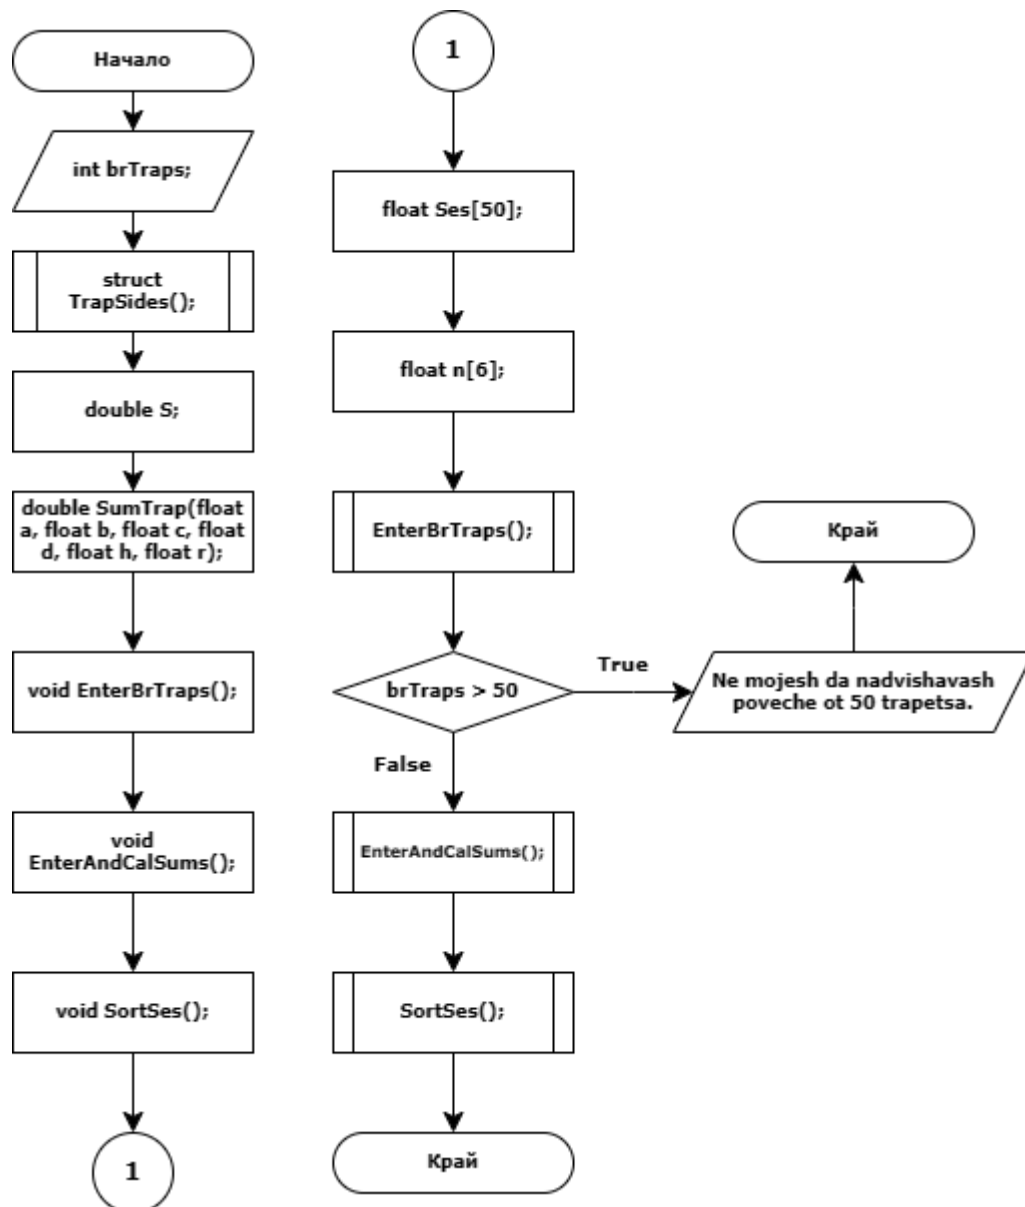 Начало
int brTraps;
struct
TrapSides();
double S;
double SumTrap(float
a, float b, float c, float
d, float h, float r);
void EnterBrTraps();
void
EnterAndCalSums();
void SortSes();
1
1
float Ses[50];
float n[6];
EnterBrTraps();
brTraps > 50
True
Ne mojesh da nadvishavash
poveche ot 50 trapetsa.
Край
False
EnterAndCalSums();
SortSes();
Край